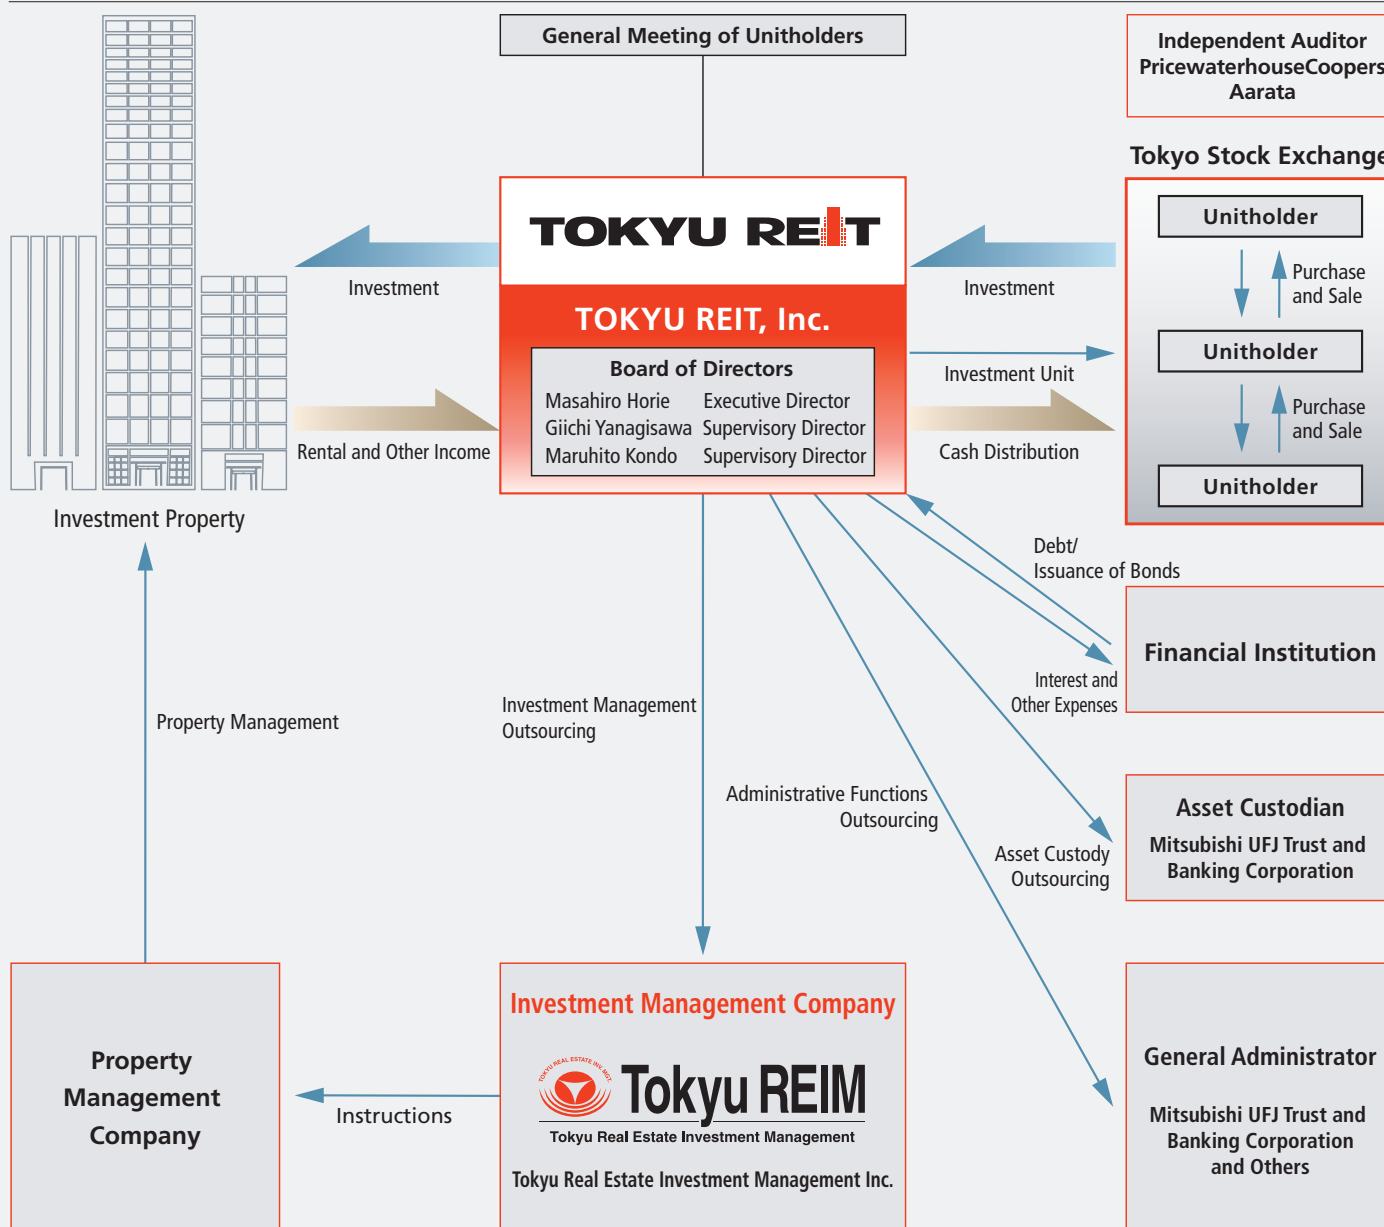 General Meeting of Unitholders
Independent Auditor
PricewaterhouseCoopers
Aarata
Tokyo Stock Exchange
TOKYU REIT
TOKYU REIT, Inc.
Board of Directors
Masahiro Horie Executive Director
Giichi Yanagisawa Supervisory Director
Maruhito Kondo Supervisory Director
Investment
Rental and Other Income
Investment Property
Investment
Investment Unit
Cash Distribution
Unitholder
Purchase
and Sale
Unitholder
Purchase
and Sale
Unitholder
Debt/
Issuance of Bonds
Interest and
Other Expenses
Financial Institution
Property Management
Investment Management
Outsourcing
Administrative Functions
Outsourcing
Asset Custody
Outsourcing
Asset Custodian
Mitsubishi UFJ Trust and
Banking Corporation
Property
Management
Company
Instructions
Investment Management Company
TOKYU REAL ESTATE INV. MGT.
Tokyu REIM
Tokyu Real Estate Investment Management
Tokyu Real Estate Investment Management Inc.
General Administrator
Mitsubishi UFJ Trust and
Banking Corporation
and Others